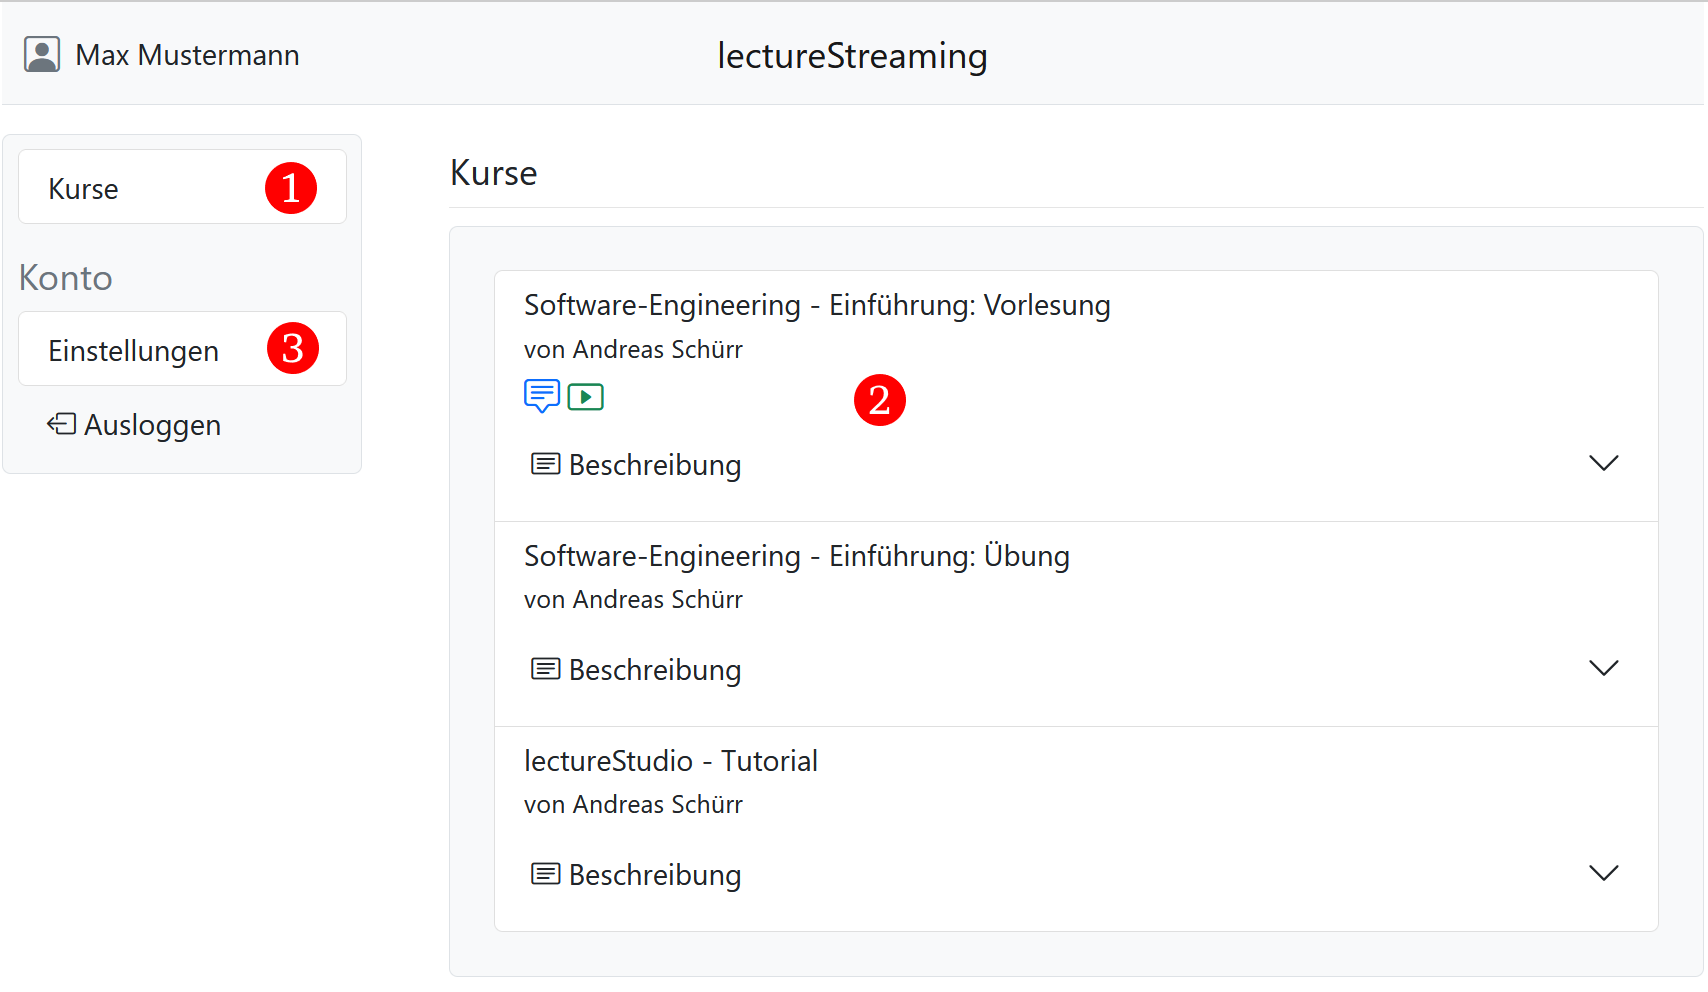 Max Mustermann
lectureStreaming
Kurse 1
Konto
Einstellungen 3
Ausloggen
Kurse
Software-Engineering - Einführung: Vorlesung
von Andreas Schürr
2
Beschreibung
Software-Engineering - Einführung: Übung
von Andreas Schürr
Beschreibung
lectureStudio - Tutorial
von Andreas Schürr
Beschreibung